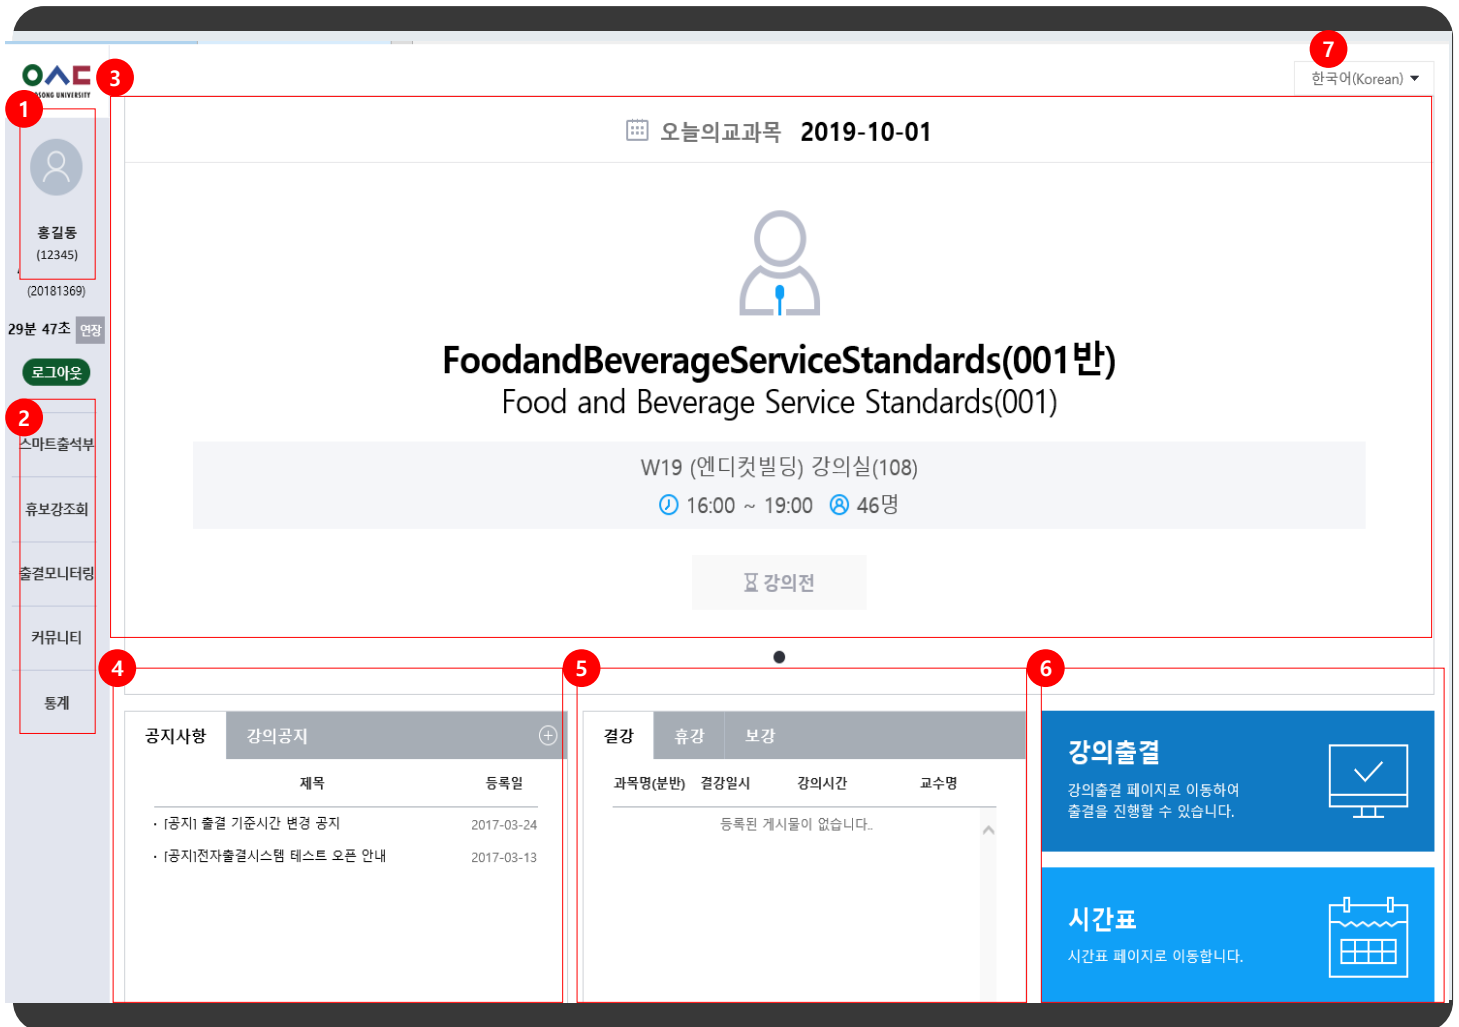 7
한국어(Korean)
3
1
오늘의교과목 2019-10-01
홍길동
(12345)
(20181369)
29분 47초 연장
로그아웃
2
스마트출석부
휴보강조회
출결모니터링
커뮤니티
통계
FoodandBeverageServiceStandards(001반)
Food and Beverage Service Standards(001)
W19 (엔디컷빌딩) 강의실(108)
16:00 ~ 19:00 46명
강의전
4
공지사항 강의공지
제목 등록일
· [공지] 출결 기준시간 변경 공지 2017-03-24
· [공지]전자출결시스템 테스트 오픈 안내 2017-03-13
5
결강 휴강 보강
과목명(분반) 결강일시 강의시간 교수명
등록된 게시물이 없습니다..
6
강의출결
강의출결 페이지로 이동하여
출결을 진행할 수 있습니다.
시간표
시간표 페이지로 이동합니다.